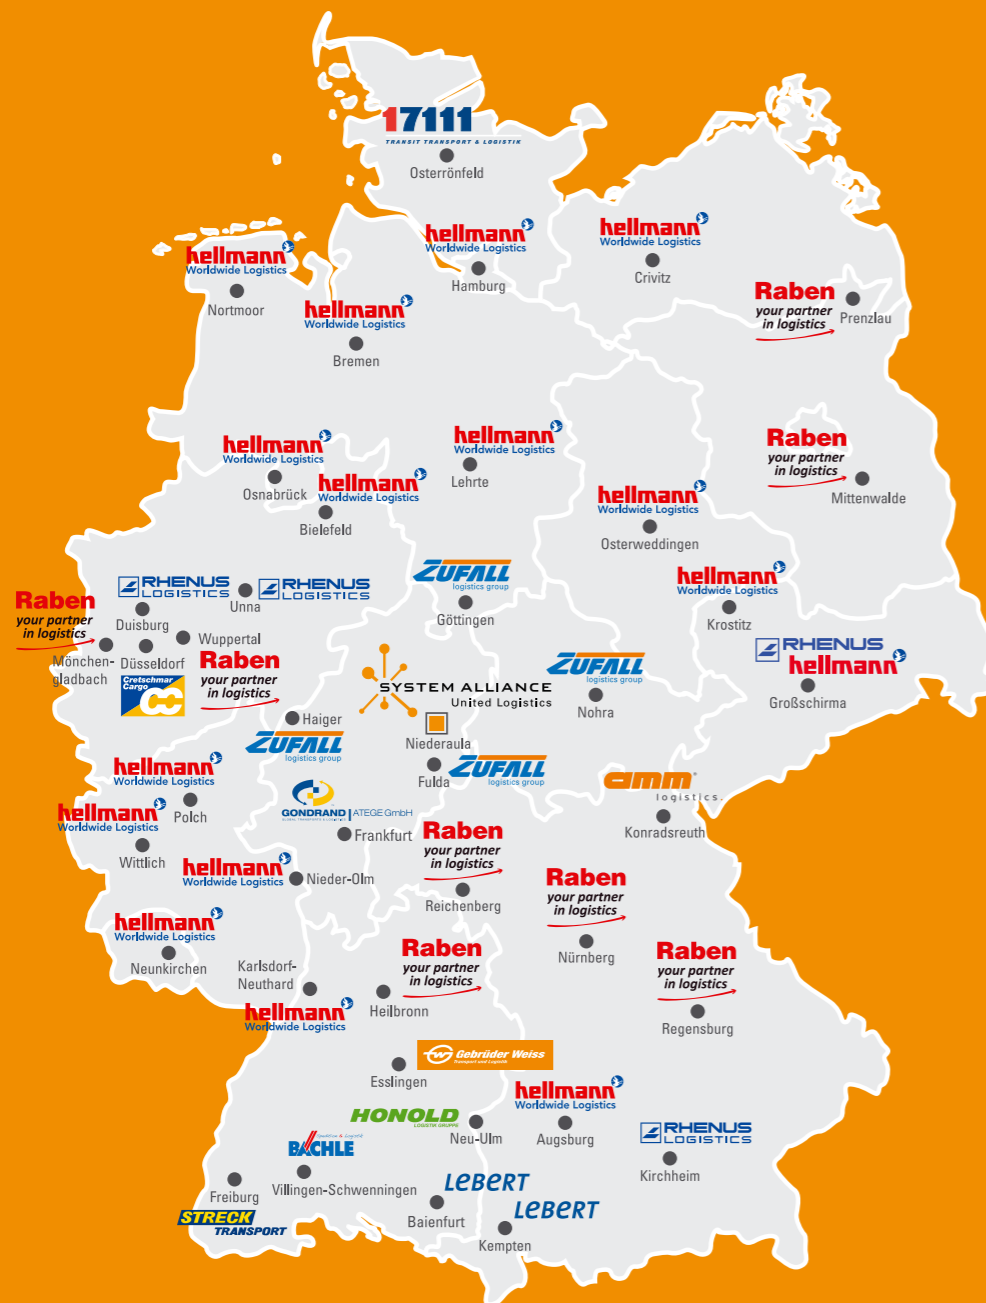 17111
TRANSIT TRANSPORT & LOGISTIK
Osterrönfeld
hellmann
Worldwide Logistics
Hamburg
hellmann
Worldwide Logistics
Crivitz
hellmann
Worldwide Logistics
Nortmoor
Raben
your partner
in logistics
Prenzlau
hellmann
Worldwide Logistics
Bremen
hellmann
Worldwide Logistics
Osnabrück
hellmann
Worldwide Logistics
Lehrte
Raben
your partner
in logistics
Mittenwalde
hellmann
Worldwide Logistics
Bielefeld
hellmann
Worldwide Logistics
Osterweddingen
ZUFALL
logistics group
Göttingen
hellmann
Worldwide Logistics
Krostitz
RHENUS
LOGISTICS
Duisburg
Unna
RHENUS
LOGISTICS
Raben
your partner
in logistics
Mönchen-
gladbach
Düsseldorf
Cretschmar
Cargo
CC
Wuppertal
Raben
your partner
in logistics
SYSTEM ALLIANCE
United Logistics
Niederaula
ZUFALL
logistics group
Nohra
RHENUS
hellmann
Großschirma
Haiger
ZUFALL
logistics group
Fulda
ZUFALL
logistics group
hellmann
Worldwide Logistics
Polch
GONDRAND
ATEGE GmbH
Frankfurt
amm
logistics.
Konradsreuth
hellmann
Worldwide Logistics
Wittlich
Raben
your partner
in logistics
Reichenberg
hellmann
Worldwide Logistics
Nieder-Olm
Raben
your partner
in logistics
Nürnberg
hellmann
Worldwide Logistics
Neunkirchen
Raben
your partner
in logistics
Heilbronn
Raben
your partner
in logistics
Regensburg
Karlsdorf-
Neuthard
hellmann
Worldwide Logistics
Gebrüder Weiss
Transport und Logistik
Esslingen
hellmann
Worldwide Logistics
Augsburg
HONOLD
LOGISTIK GRUPPE
Neu-Ulm
RHENUS
LOGISTICS
Kirchheim
Spedition & Logistik
BÄCHLE
Villingen-Schwenningen
Freiburg
STRECK
TRANSPORT
LEBERT
Baienfurt
LEBERT
Kempten